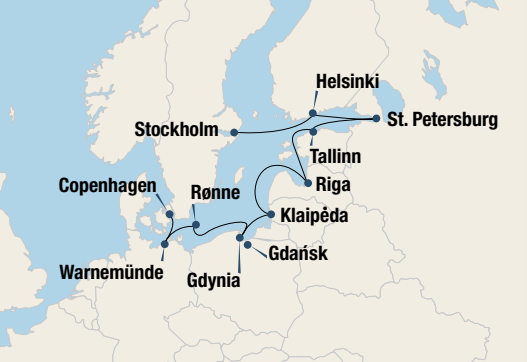 Helsinki
St. Petersburg
Stockholm
Tallinn
Riga
Copenhagen
Rønne
Klaipėda
Gdańsk
Warnemünde
Gdynia